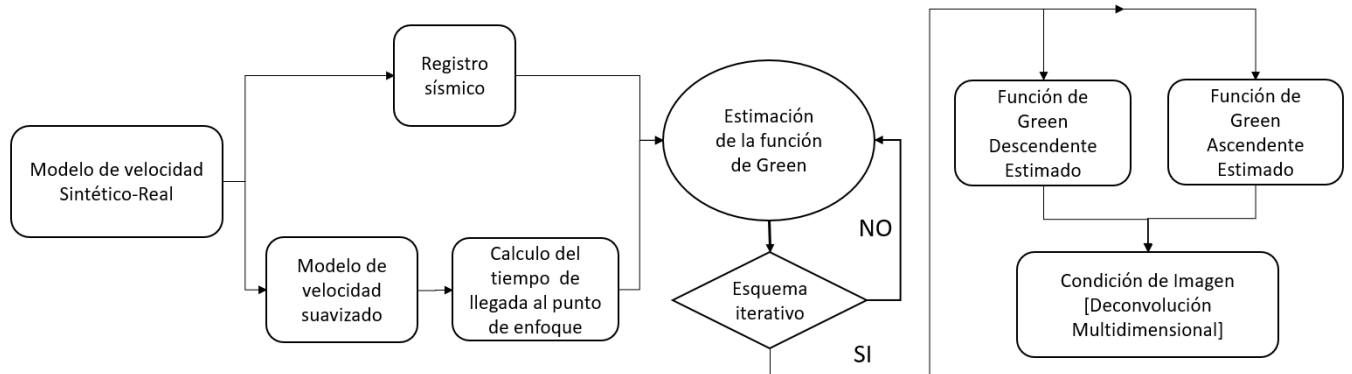 Modelo de velocidad
Sintético-Real
Registro
sísmico
Modelo de
velocidad
suavizado
Calculo del
tiempo de
llegada al punto
de enfoque
Estimación
de la función
de Green
NO
Esquema
iterativo
SI
Función de
Green
Descendente
Estimado
Función de
Green
Ascendente
Estimado
Condición de Imagen
[Deconvolución
Multidimensional]